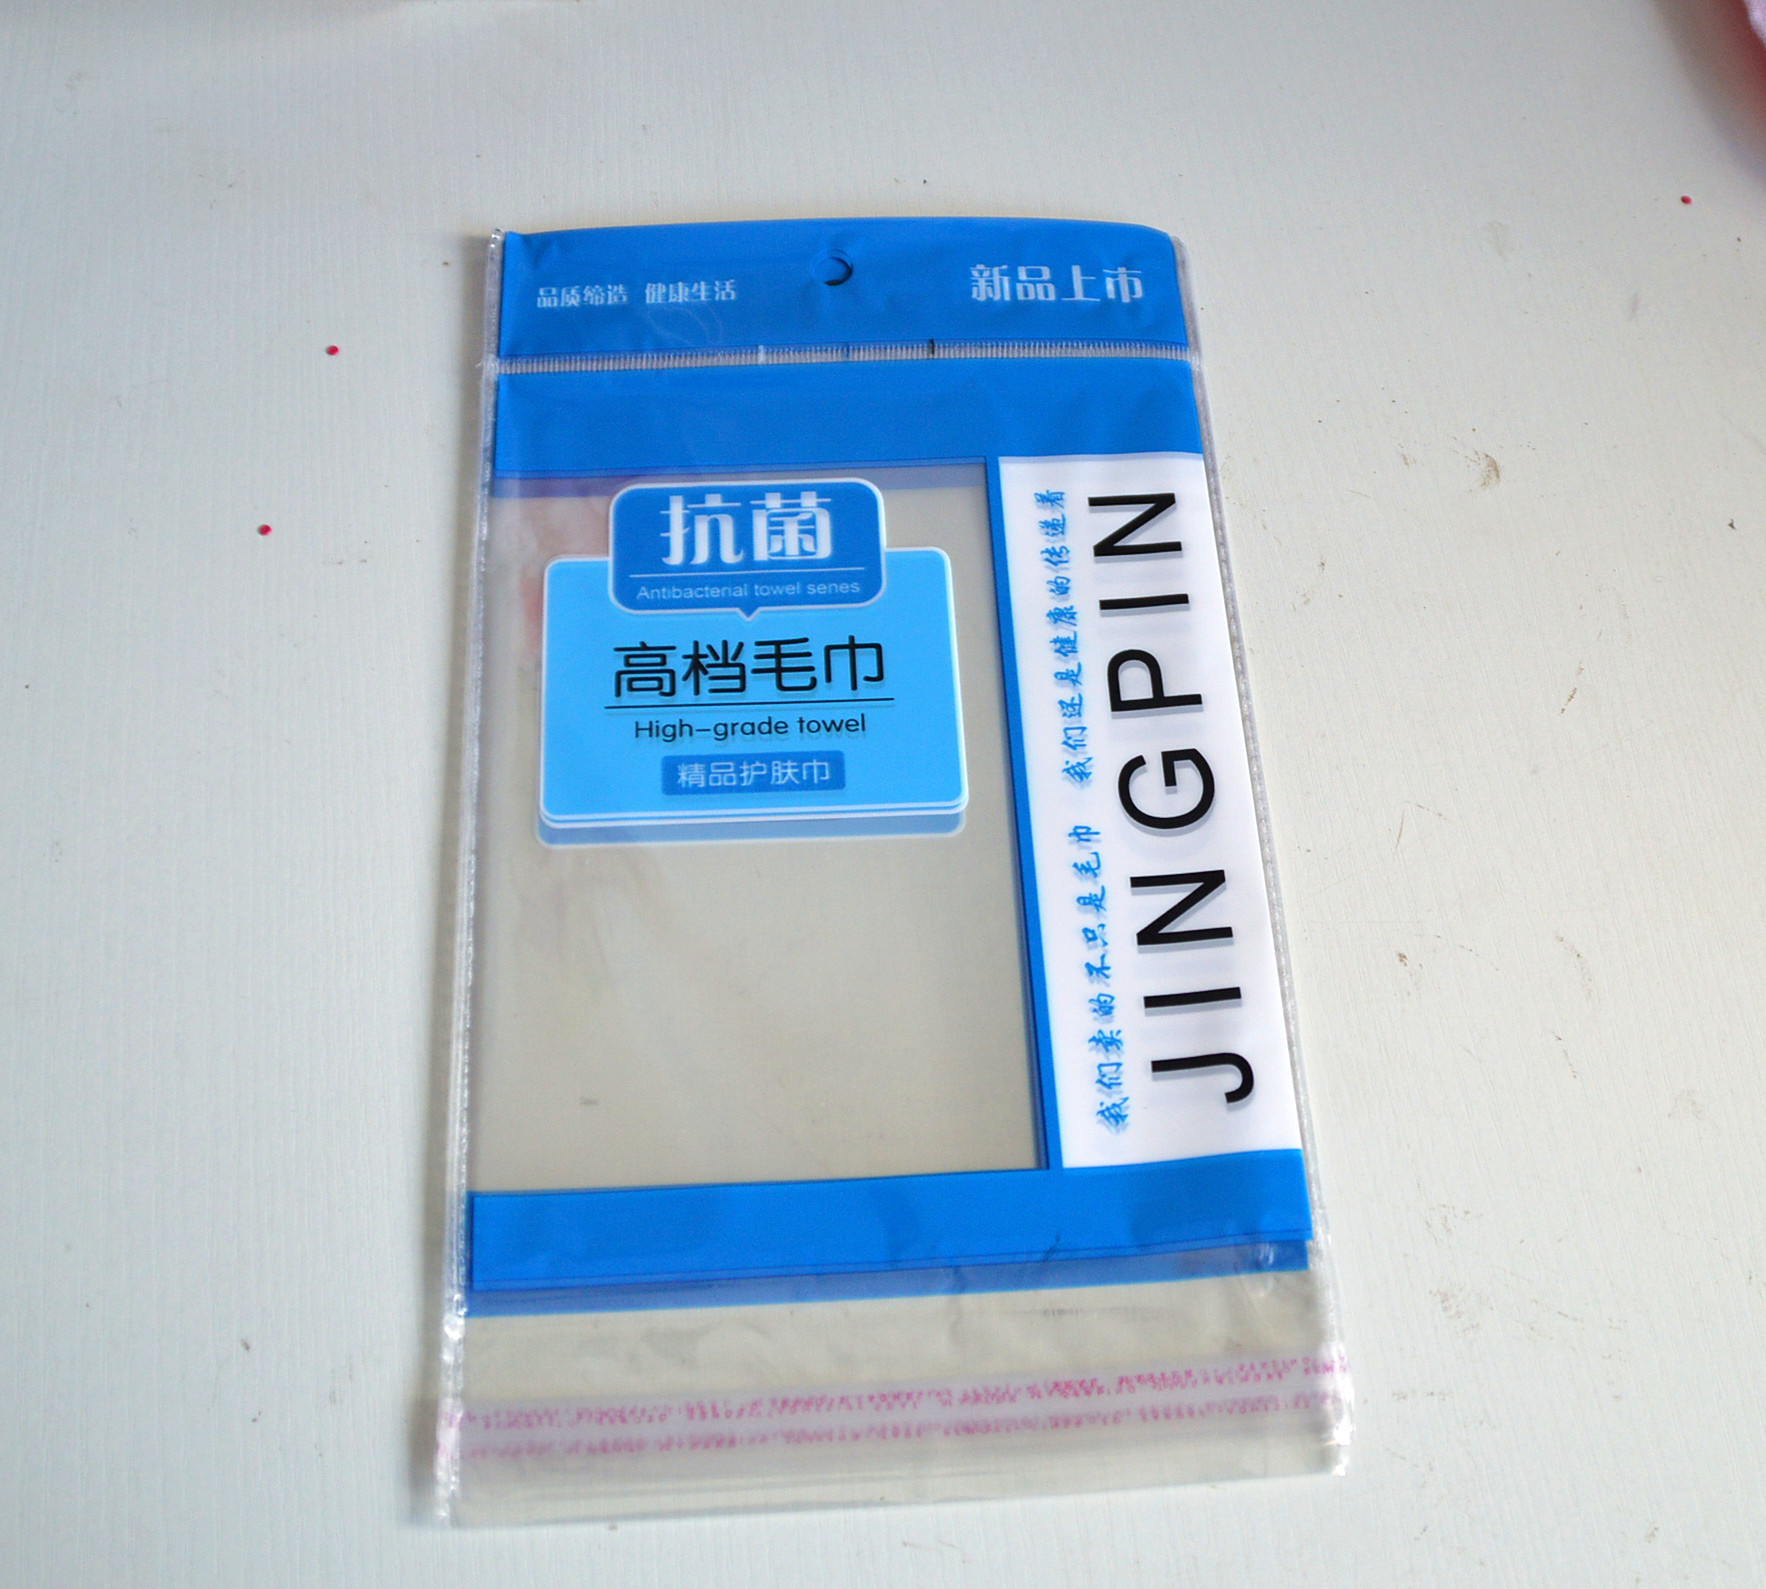 品质缔造 健康生活
新品上市
抗菌
Antibacterial towel series
高档毛巾
High-grade towel
精品护肤巾
我们卖的不只是毛巾 我们还是健康的传递着
JINGPIN